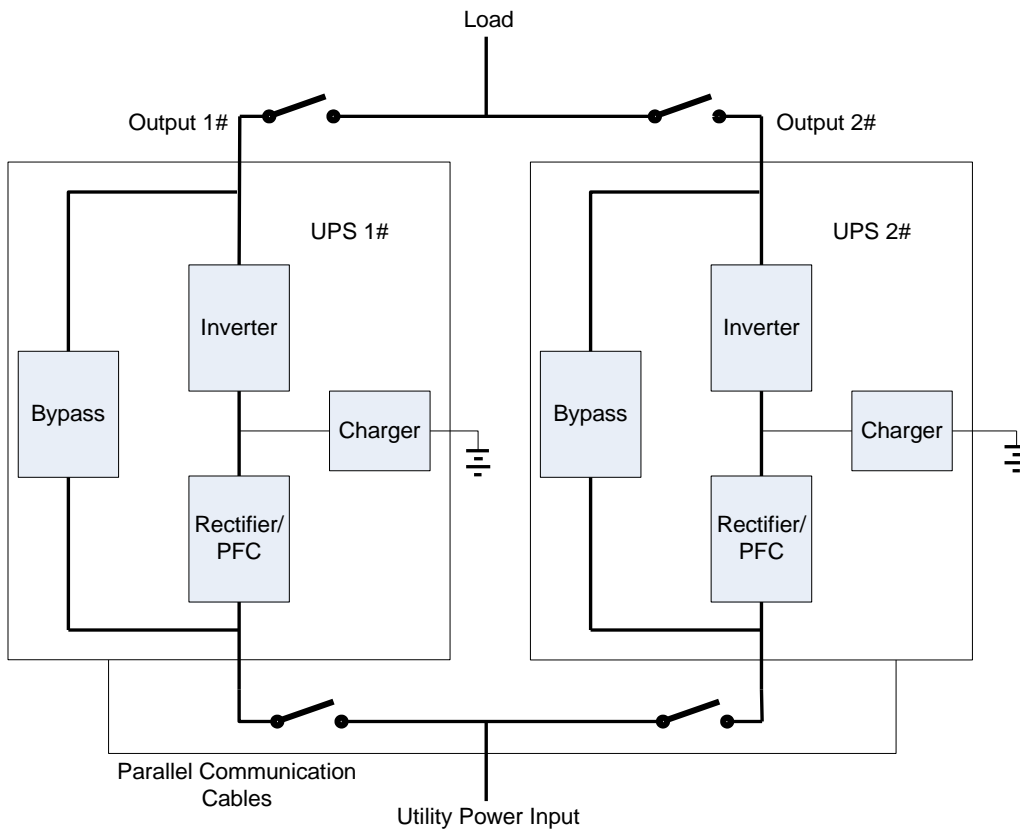 Load
Output 1#
Output 2#
UPS 1#
UPS 2#
Inverter
Inverter
Bypass
Charger
Bypass
Charger
Rectifier/
PFC
Rectifier/
PFC
Parallel Communication
Cables
Utility Power Input